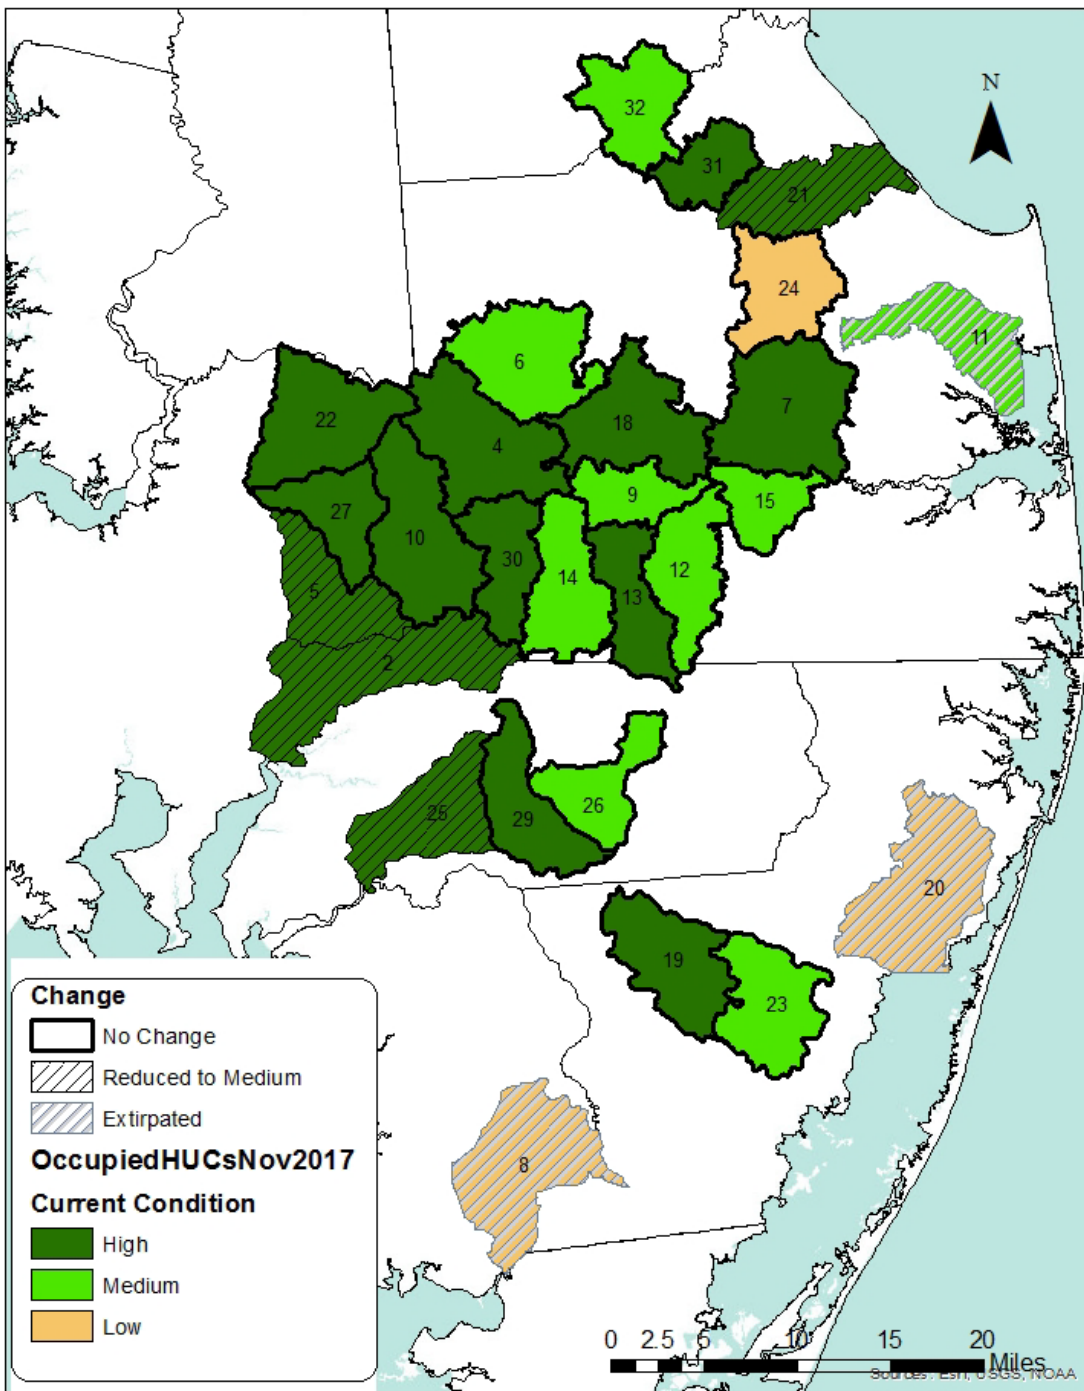 N
32
31
21
24
11
6
7
22
18
4
9
15
27
10
30
14
12
13
5
2
25
29
26
20
19
23
8
Change
No Change
Reduced to Medium
Extirpated
OccupiedHUCsNov2017
Current Condition
High
Medium
Low
0 2.5 5 10 15 20
Miles
Sources: Esri, USGS, NOAA